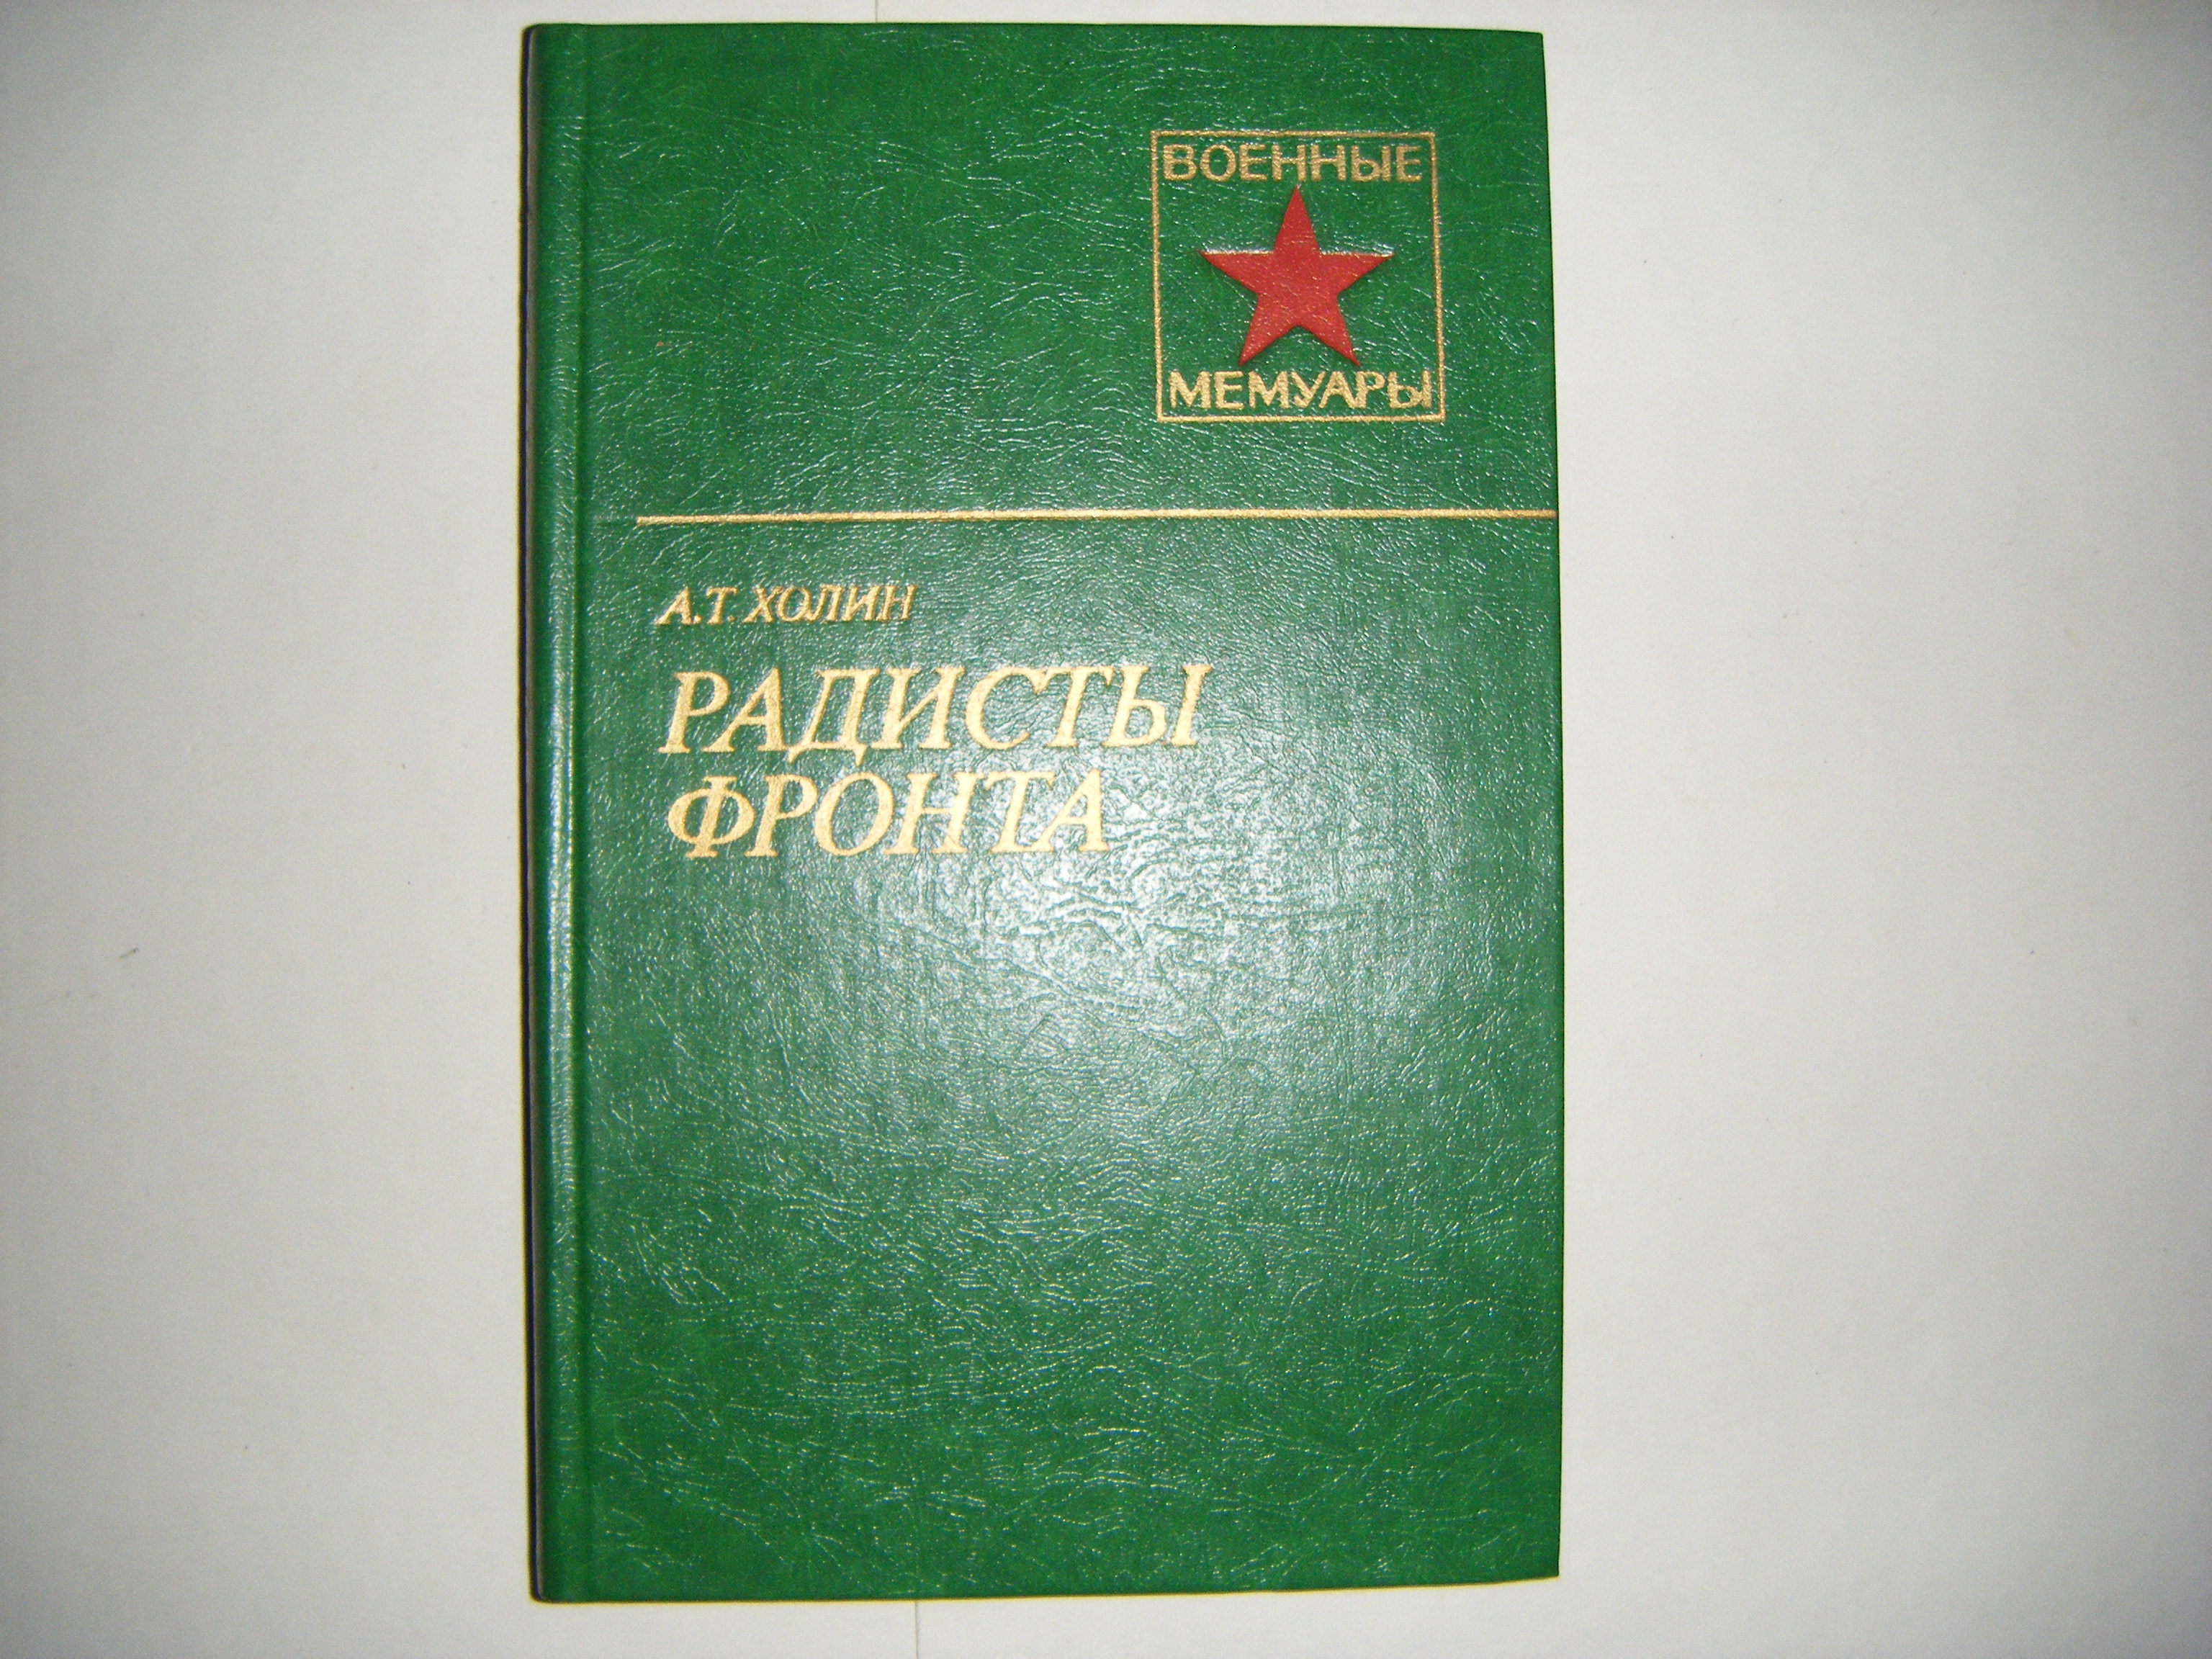 ВОЕННЫЕ
МЕМУАРЫ
А.Т. ХОЛИН
РАДИСТЫ
ФРОНТА